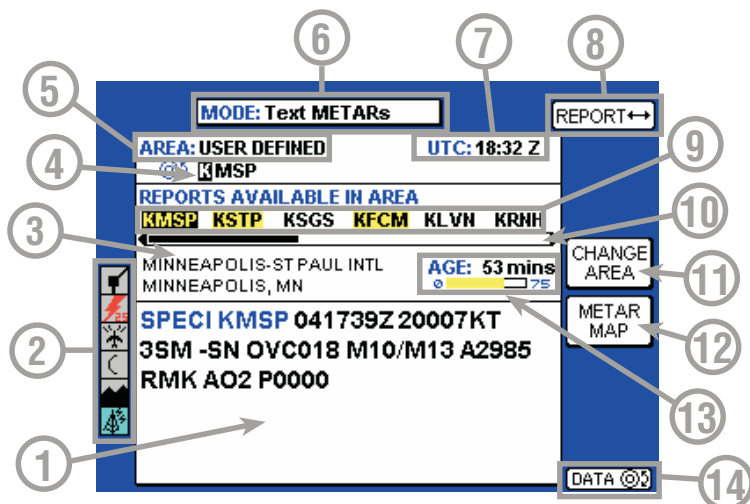 6
7
8
MODE: Text METARs
REPORT↔
5
AREA: USER DEFINED
UTC: 18:32 Z
4
KMSP
9
REPORTS AVAILABLE IN AREA
KMSP KSTP KSGS KFCM KLVN KRNH
3
10
MINNEAPOLIS-ST PAUL INTL
MINNEAPOLIS, MN
AGE: 53 mins
0 75
CHANGE
AREA
11
25
SPECI KMSP 041739Z 20007KT
3SM -SN OVC018 M10/M13 A2985
RMK AO2 P0000
METAR
MAP
12
2
13
1
DATA
14